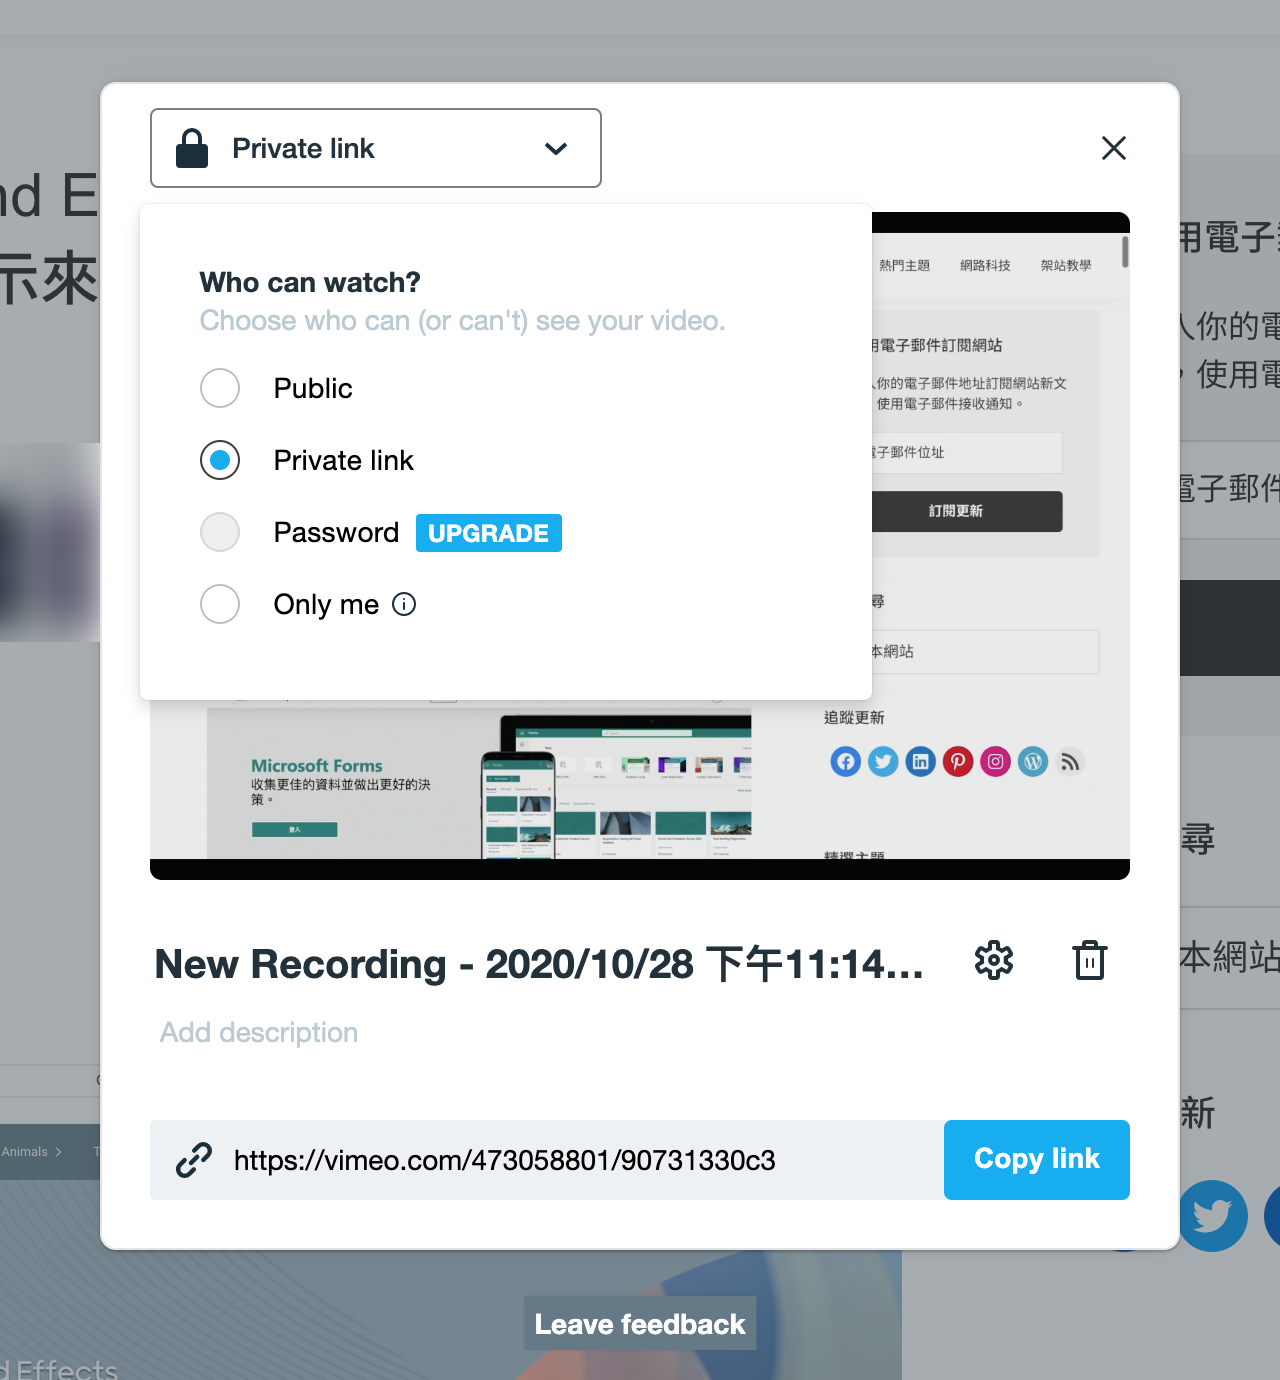 Private link
Who can watch?
Choose who can (or can't) see your video.
Public
Private link
Password UPGRADE
Only me
熱門主題 網路科技 架站教學
用電子郵件訂閱網站
你的電子郵件地址訂閱網站新文
使用電子郵件接收通知。
電子郵件位址
訂閱更新
尋
本網站
追蹤更新
Microsoft Forms
收集更佳的資料並做出更好的決
策。
登入
精選主題
New Recording - 2020/10/28 下午11:14...
Add description
https://vimeo.com/473058801/90731330c3
Copy link
Leave feedback
nd E
示來
用電子
你的電
，使用電
電子郵件
尋
本網站
新
Animals
d Effects